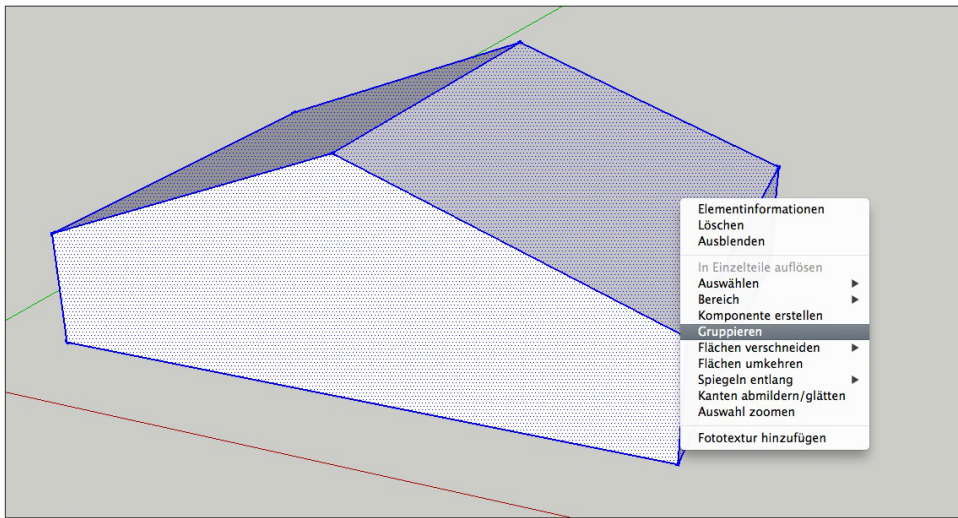 Elementinformationen
Löschen
Ausblenden
In Einzelteile auflösen
Auswählen
Bereich
Komponente erstellen
Gruppieren
Flächen verschneiden
Flächen umkehren
Spiegeln entlang
Kanten abmildern/glätten
Auswahl zoomen
Fototextur hinzufügen